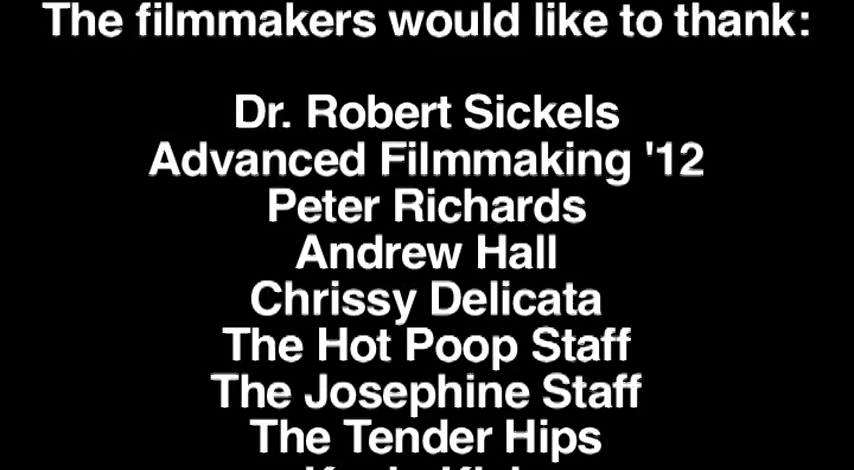 The filmmakers would like to thank:
Dr. Robert Sickels
Advanced Filmmaking '12
Peter Richards
Andrew Hall
Chrissy Delicata
The Hot Poop Staff
The Josephine Staff
The Tender Hips